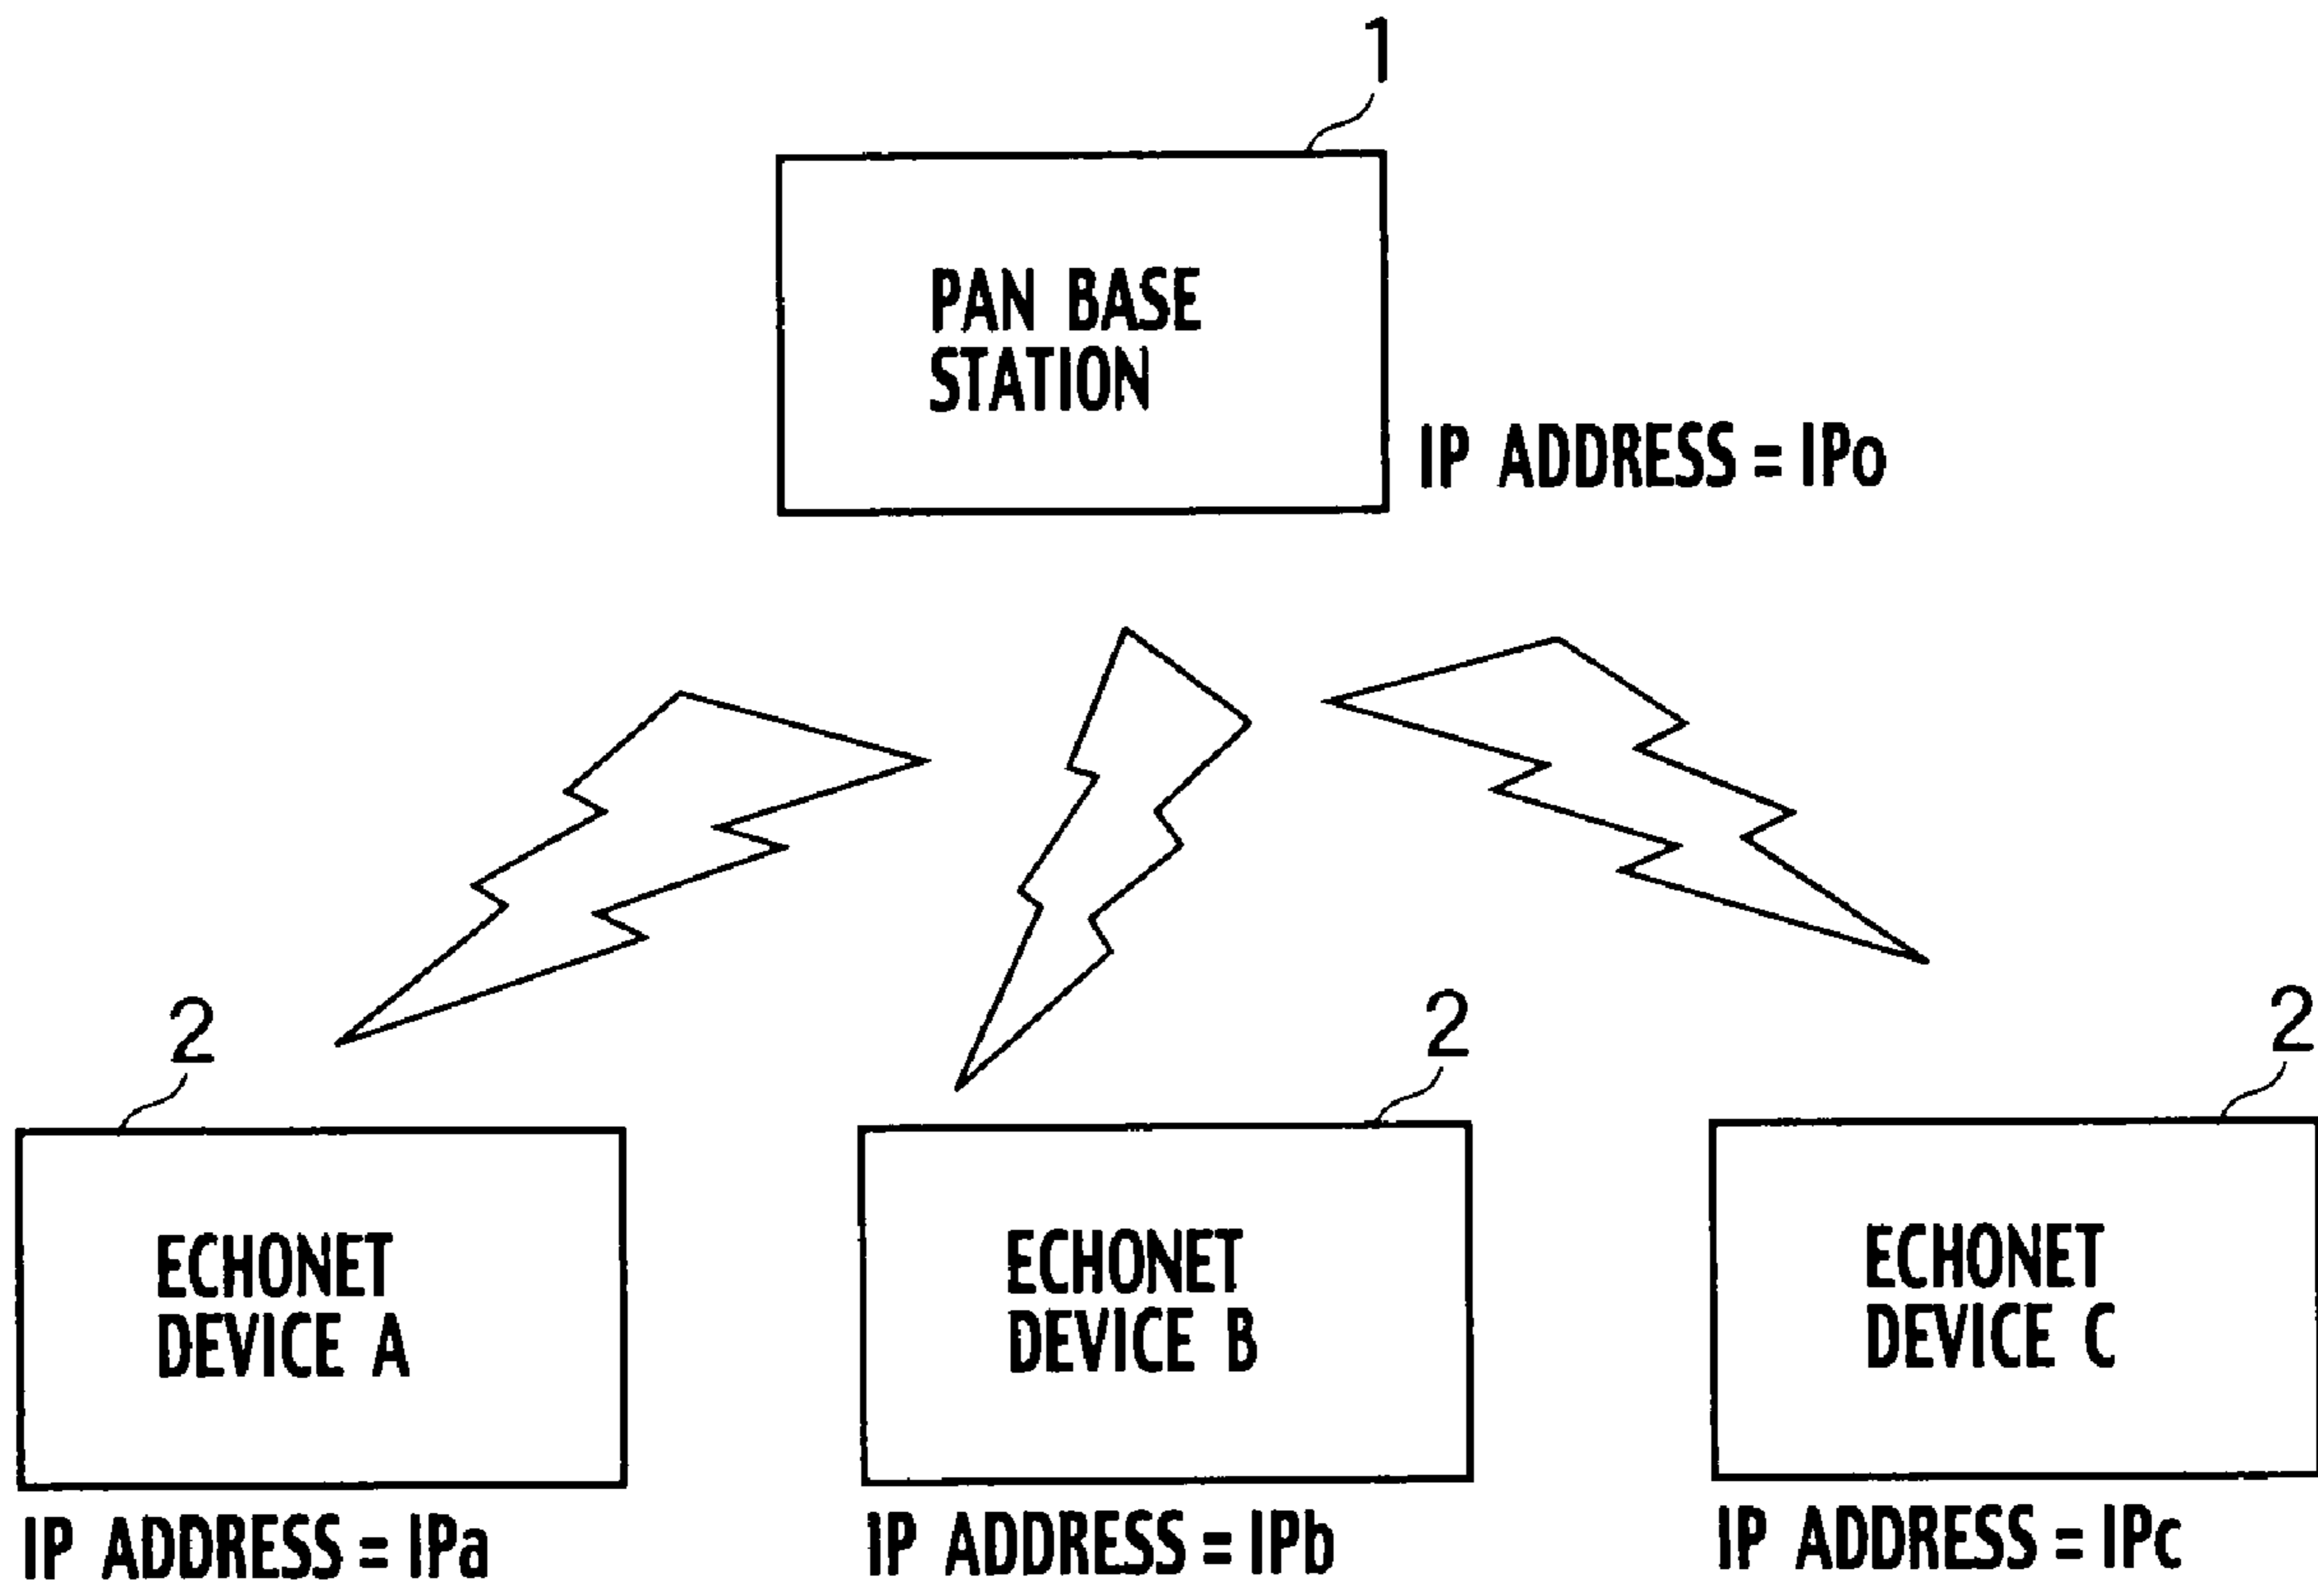 1
PAN BASE
STATION
IP ADDRESS = IPo
2
2
2
ECHONET
DEVICE A
ECHONET
DEVICE B
ECHONET
DEVICE C
IP ADDRESS = IPa
IP ADDRESS = IPb
IP ADDRESS = IPc